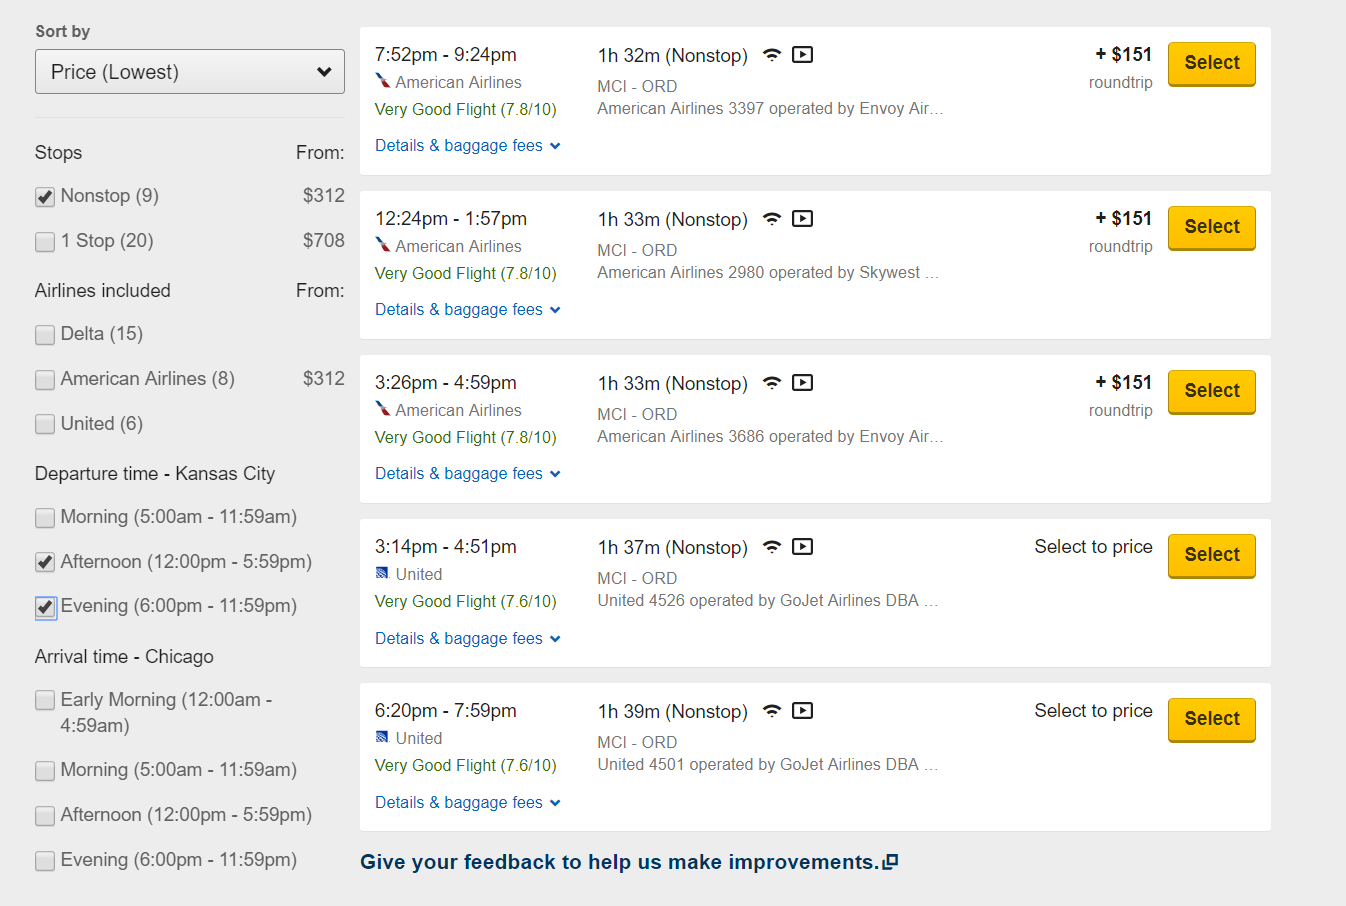 Sort by
Price (Lowest)
Stops From:
Nonstop (9) $312
1 Stop (20) $708
Airlines included From:
Delta (15)
American Airlines (8) $312
United (6)
Departure time - Kansas City
Morning (5:00am - 11:59am)
Afternoon (12:00pm - 5:59pm)
Evening (6:00pm - 11:59pm)
Arrival time - Chicago
Early Morning (12:00am -
4:59am)
Morning (5:00am - 11:59am)
Afternoon (12:00pm - 5:59pm)
Evening (6:00pm - 11:59pm)
7:52pm - 9:24pm 1h 32m (Nonstop) + $151 Select
American Airlines MCI - ORD roundtrip
Very Good Flight (7.8/10) American Airlines 3397 operated by Envoy Air…
Details & baggage fees
12:24pm - 1:57pm 1h 33m (Nonstop) + $151 Select
American Airlines MCI - ORD roundtrip
Very Good Flight (7.8/10) American Airlines 2980 operated by Skywest …
Details & baggage fees
3:26pm - 4:59pm 1h 33m (Nonstop) + $151 Select
American Airlines MCI - ORD roundtrip
Very Good Flight (7.8/10) American Airlines 3686 operated by Envoy Air…
Details & baggage fees
3:14pm - 4:51pm 1h 37m (Nonstop) Select to price Select
United MCI - ORD
Very Good Flight (7.6/10) United 4526 operated by GoJet Airlines DBA …
Details & baggage fees
6:20pm - 7:59pm 1h 39m (Nonstop) Select to price Select
United MCI - ORD
Very Good Flight (7.6/10) United 4501 operated by GoJet Airlines DBA …
Details & baggage fees
Give your feedback to help us make improvements.